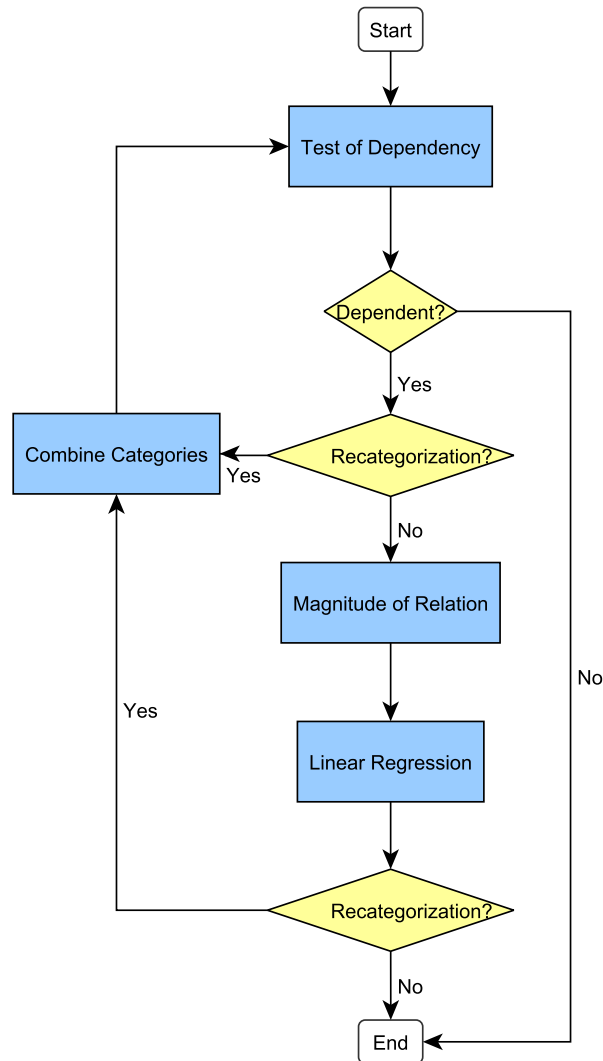 Start
Test of Dependency
Dependent?
Yes
Combine Categories
Yes
Recategorization?
No
Magnitude of Relation
No
Yes
Linear Regression
Recategorization?
No
End